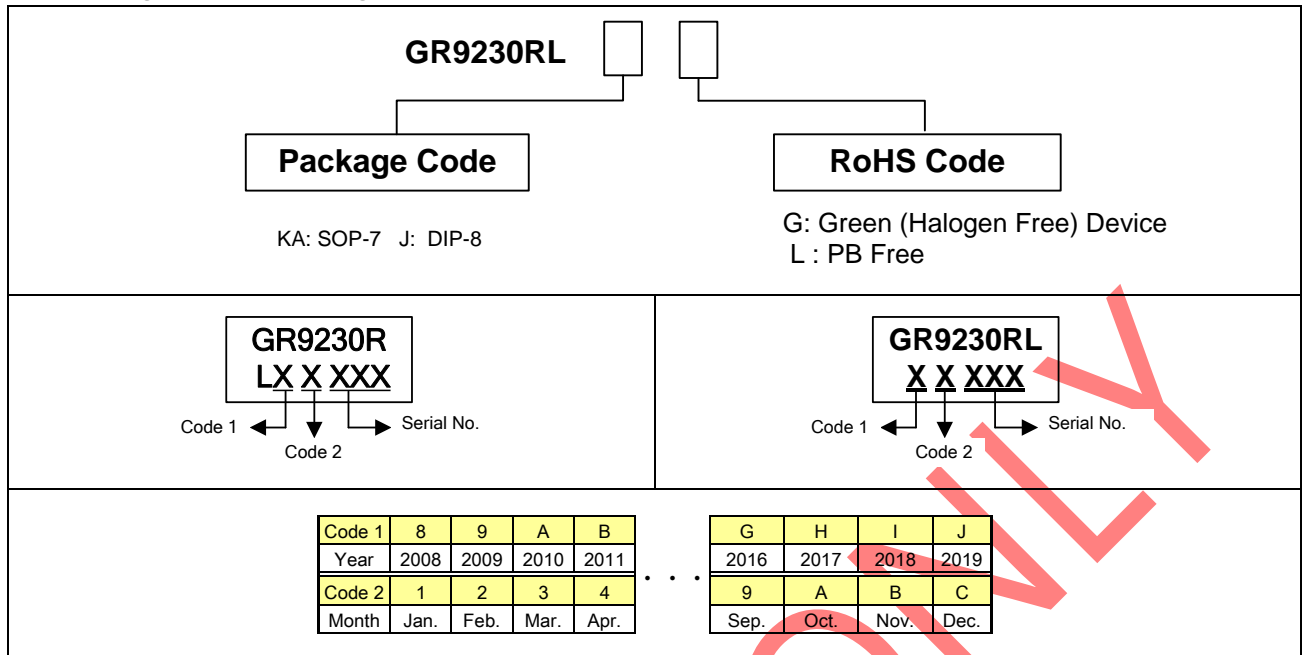 GR9230RL
Package Code
RoHS Code
KA: SOP-7 J: DIP-8
G: Green (Halogen Free) Device
L : PB Free
GR9230R
LX X XXX
Code 1
Serial No.
Code 2
GR9230RL
X X XXX
Code 1
Serial No.
Code 2
Code 1 8 9 A B G H I J
Year 2008 2009 2010 2011 . . . 2016 2017 2018 2019
Code 2 1 2 3 4 9 A B C
Month Jan. Feb. Mar. Apr. Sep. Oct. Nov. Dec.